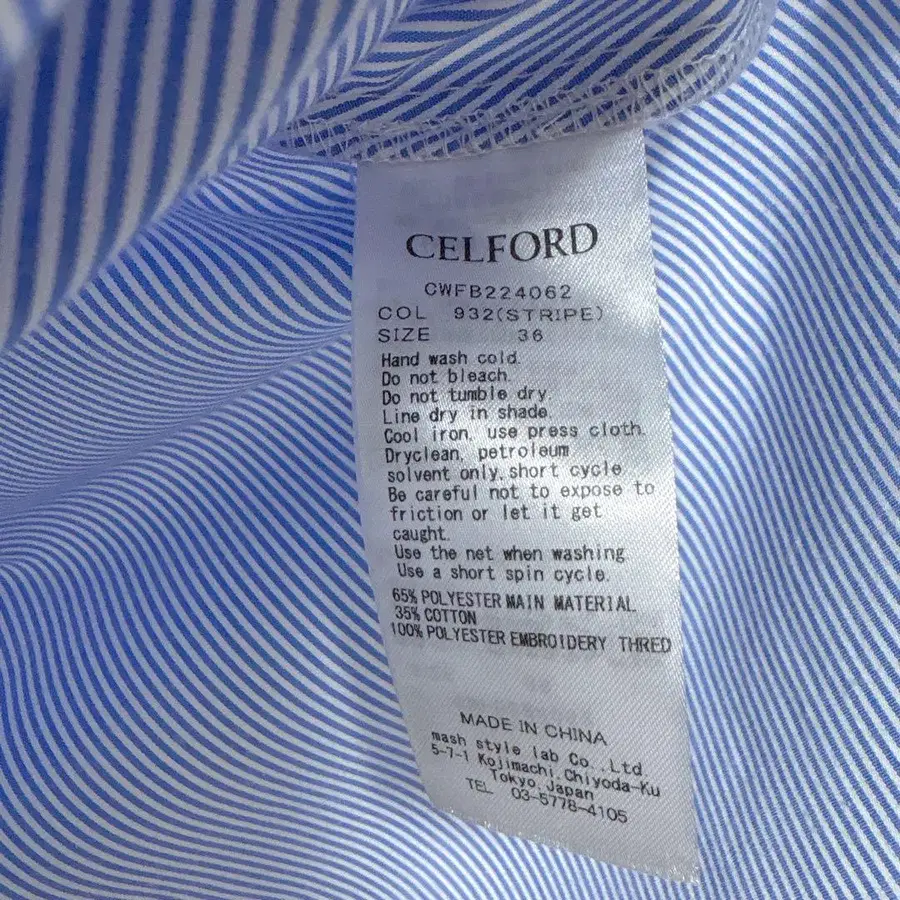 CELFORD
CWFB224062
COL 932(STRIPE)
SIZE 36
Hand wash cold.
Do not bleach.
Do not tumble dry.
Line dry in shade.
Cool iron, use press cloth.
Dryclean, petroleum
solvent only, short cycle
Be careful not to expose to
friction or let it get
caught.
Use the net when washing.
Use a short spin cycle.
65% POLYESTER MAIN MATERIAL
35% COTTON
100% POLYESTER EMBROIDERY THRED
MADE IN CHINA
mash style lab Co.,Ltd.
5-7-1 Kojimachi,Chiyoda-Ku
Tokyo,Japan
TEL 03-5778-4105